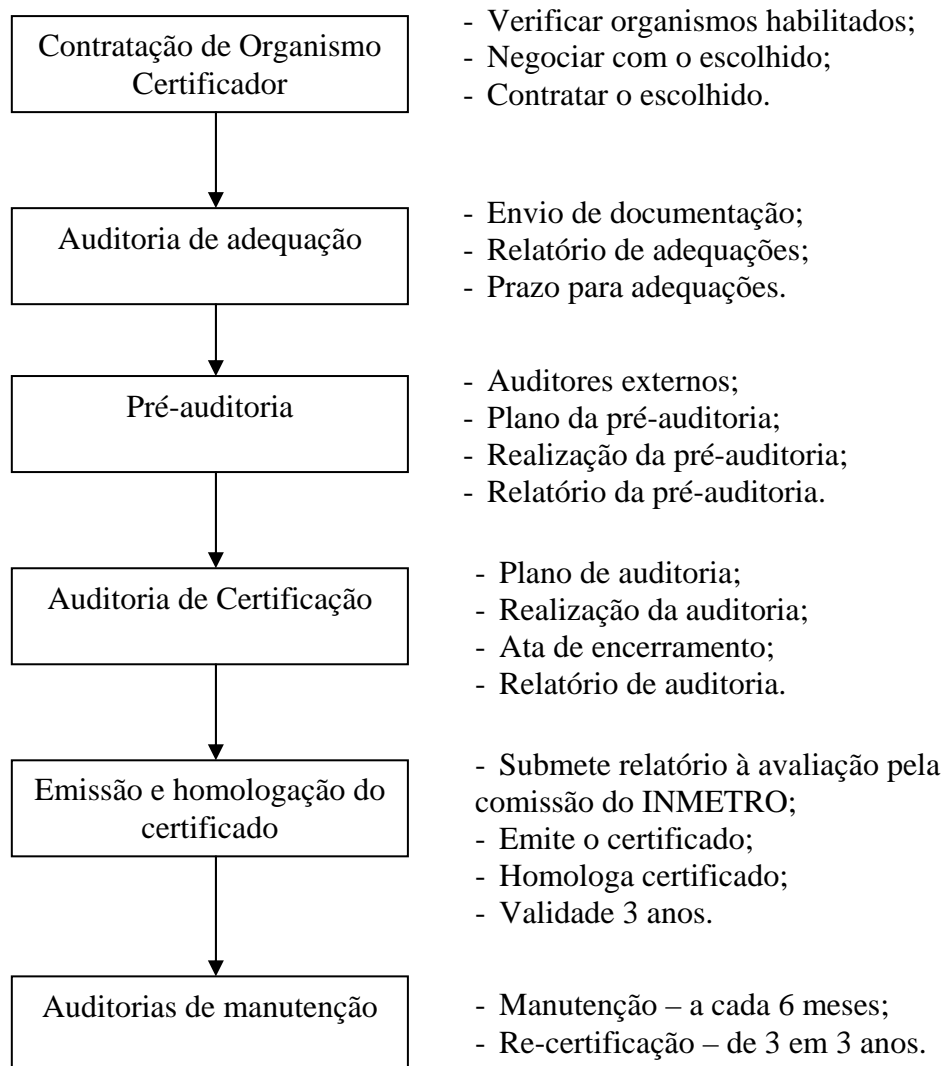 Contratação de Organismo
Certificador
- Verificar organismos habilitados;
- Negociar com o escolhido;
- Contratar o escolhido.
Auditoria de adequação
- Envio de documentação;
- Relatório de adequações;
- Prazo para adequações.
Pré-auditoria
- Auditores externos;
- Plano da pré-auditoria;
- Realização da pré-auditoria;
- Relatório da pré-auditoria.
Auditoria de Certificação
- Plano de auditoria;
- Realização da auditoria;
- Ata de encerramento;
- Relatório de auditoria.
Emissão e homologação do
certificado
- Submete relatório à avaliação pela
comissão do INMETRO;
- Emite o certificado;
- Homologa certificado;
- Validade 3 anos.
Auditorias de manutenção
- Manutenção – a cada 6 meses;
- Re-certificação – de 3 em 3 anos.